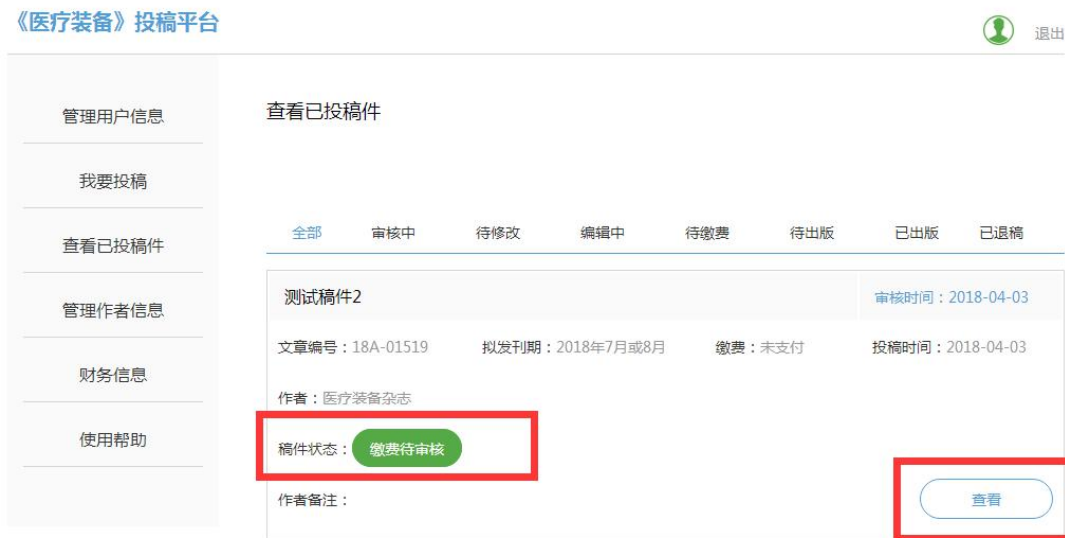 《医疗装备》投稿平台
退出
管理用户信息
我要投稿
查看已投稿件
管理作者信息
财务信息
使用帮助
查看已投稿件
全部 审核中 待修改 编辑中 待缴费 待出版 已出版 已退稿
测试稿件2 审核时间：2018-04-03
文章编号：18A-01519 拟发刊期：2018年7月或8月 缴费：未支付 投稿时间：2018-04-03
作者：医疗装备杂志
稿件状态： 缴费待审核
作者备注：
查看